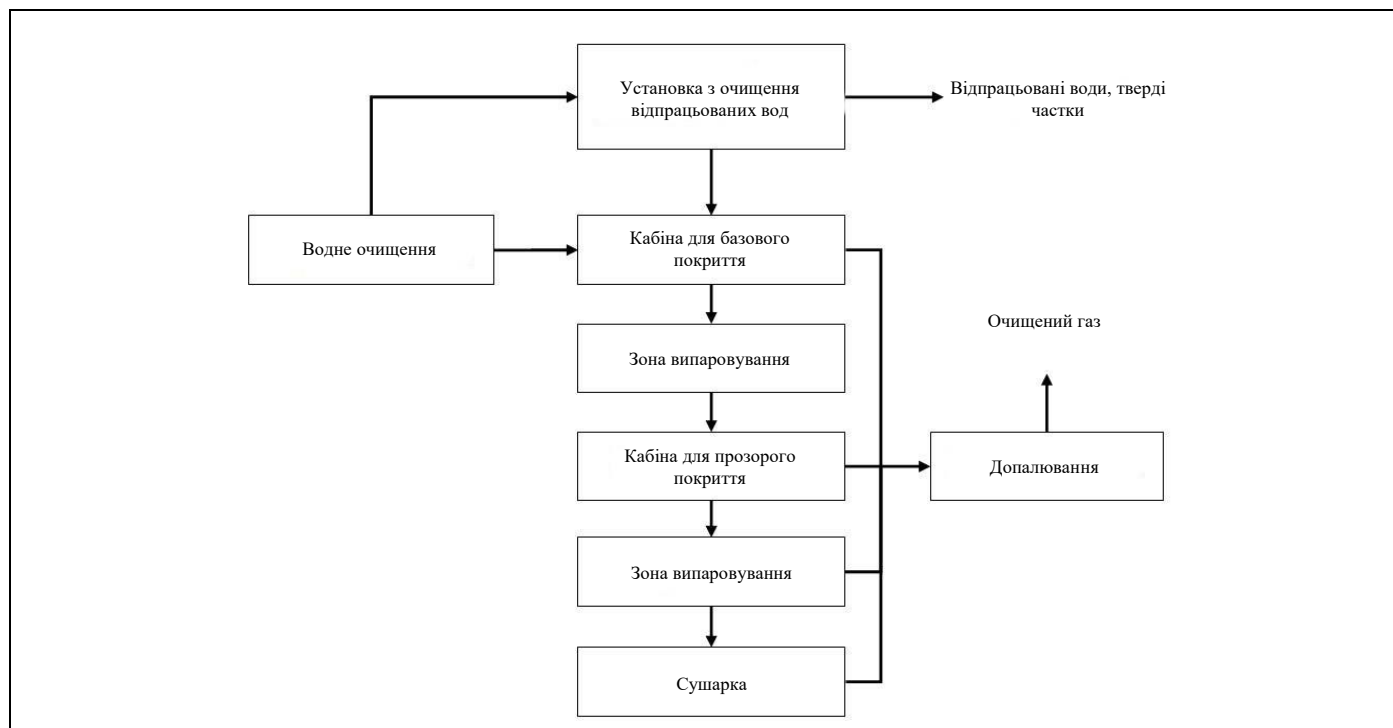 Установка з очищення
відпрацьованих вод
Відпрацьовані води, тверді
частки
Водне очищення
Кабіна для базового
покриття
Очищений газ
Зона випаровування
Кабіна для прозорого
покриття
Допалювання
Зона випаровування
Сушарка